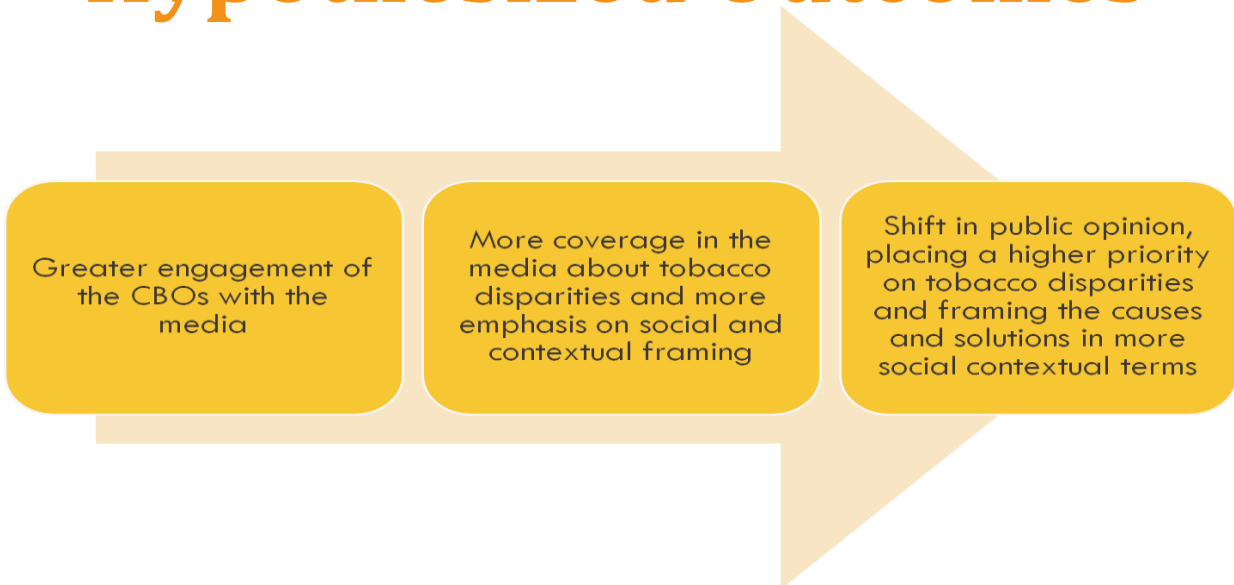 Hypothesized Outcomes
Greater engagement of
the CBOs with the
media
More coverage in the
media about tobacco
disparities and more
emphasis on social and
contextual framing
Shift in public opinion,
placing a higher priority
on tobacco disparities
and framing the causes
and solutions in more
social contextual terms